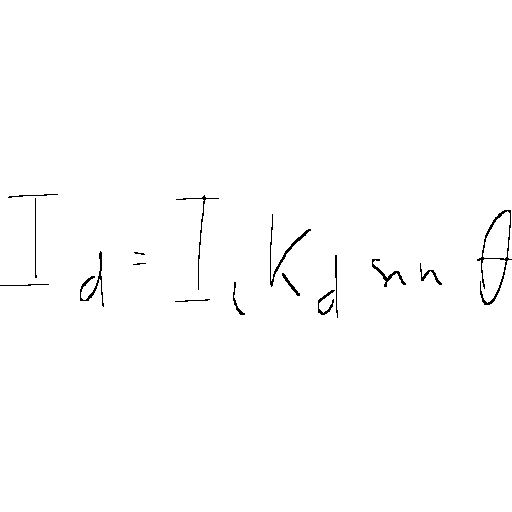 I_d = I_i K_d sin θ